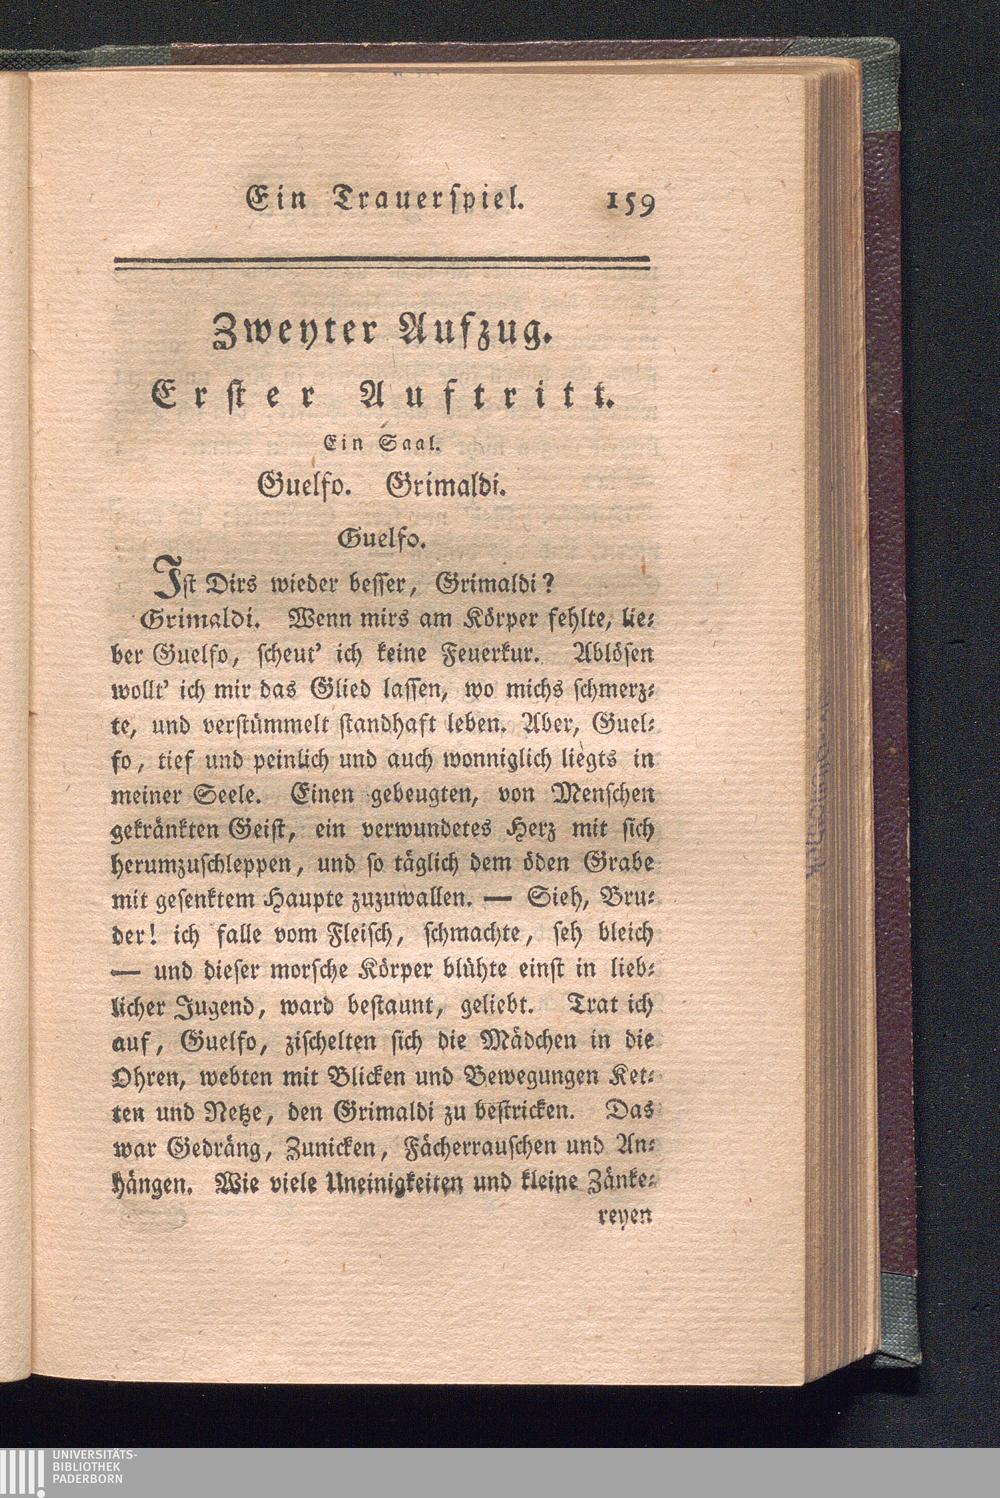 Ein Trauerspiel. 159
Zweyter Aufzug.
Erster Auftritt.
Ein Saal.
Guelfo. Grimaldi.
Guelfo.
Ist Dirs wieder besser, Grimaldi?
Grimaldi. Wenn mirs am Körper fehlte, lie-
ber Guelfo, scheut' ich keine Feuerkur. Ablösen
wollt' ich mir das Glied lassen, wo michs schmerz-
te, und verstümmelt standhaft leben. Aber, Guel-
fo, tief und peinlich und auch wonniglich liegts in
meiner Seele. Einen gebeugten, von Menschen
gekränkten Geist, ein verwundetes Herz mit sich
herumzuschleppen, und so täglich dem öden Grabe
mit gesenktem Haupte zuzuwallen. — Sieh, Bru-
der! ich falle vom Fleisch, schmachte, seh bleich
— und dieser morsche Körper blühte einst in lieb-
licher Jugend, ward bestaunt, geliebt. Trat ich
auf, Guelfo, zischelten sich die Mädchen in die
Ohren, webten mit Blicken und Bewegungen Ket-
ten und Netze, den Grimaldi zu bestricken. Das
war Gedräng, Zunicken, Fächerrauschen und An-
hängen. Wie viele Uneinigkeiten und kleine Zänke-
reyen
UNIVERSITÄTS-
BIBLIOTHEK
PADERBORN